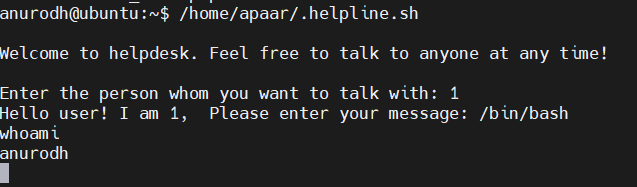 anurodh@ubuntu:~$ /home/apaar/.helpline.sh
Welcome to helpdesk. Feel free to talk to anyone at any time!
Enter the person whom you want to talk with: 1
Hello user! I am 1,  Please enter your message: /bin/bash
whoami
anurodh